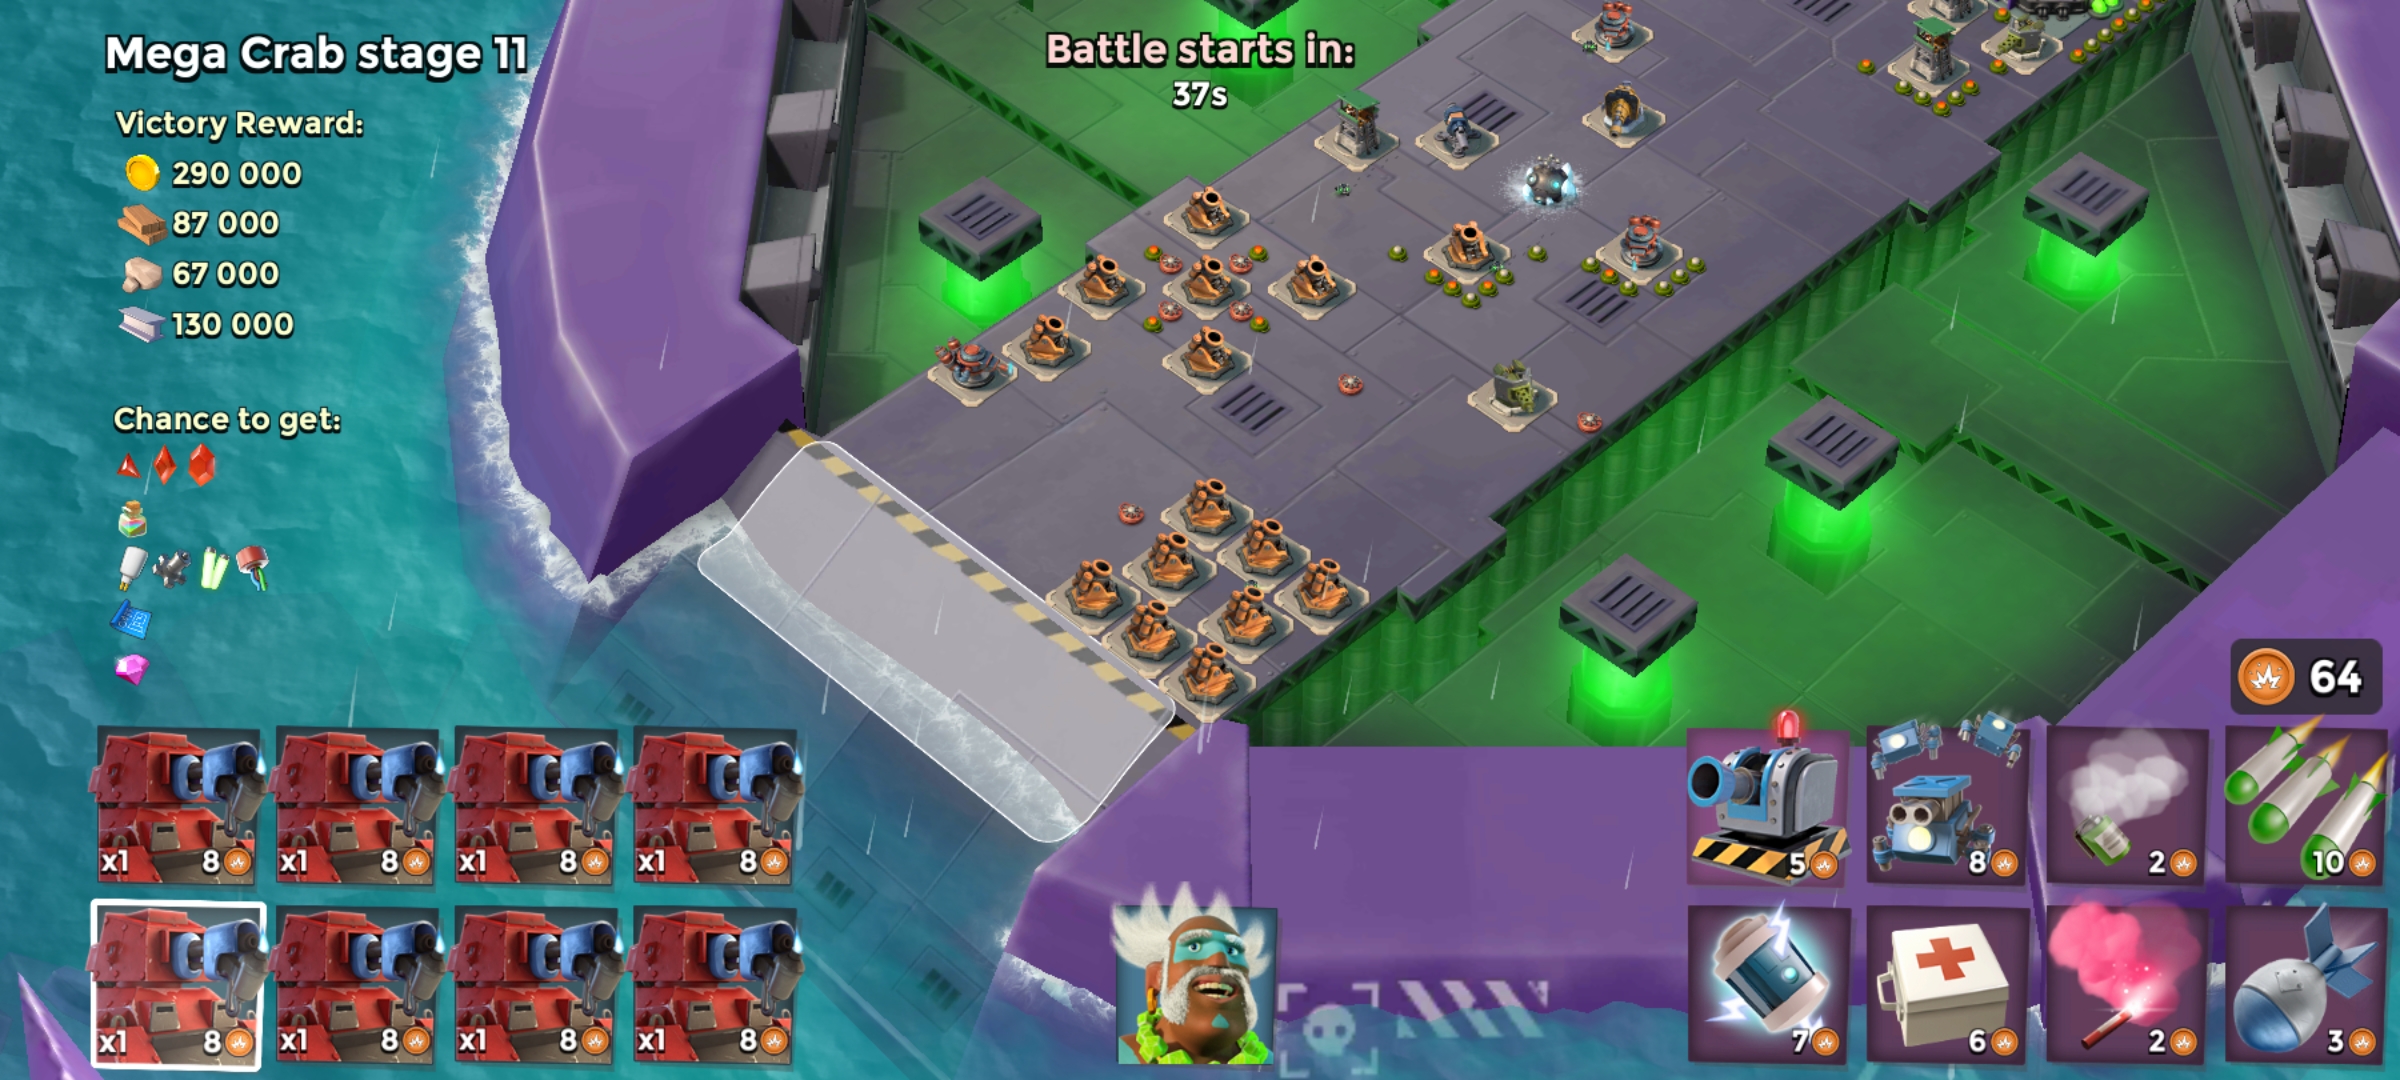 Mega Crab stage 11
Battle starts in:
37s
Victory Reward:
290 000
87 000
67 000
130 000
Chance to get:
64
x1 8
x1 8
x1 8
x1 8
5
8
2
10
x1 8
x1 8
x1 8
x1 8
7
6
2
3